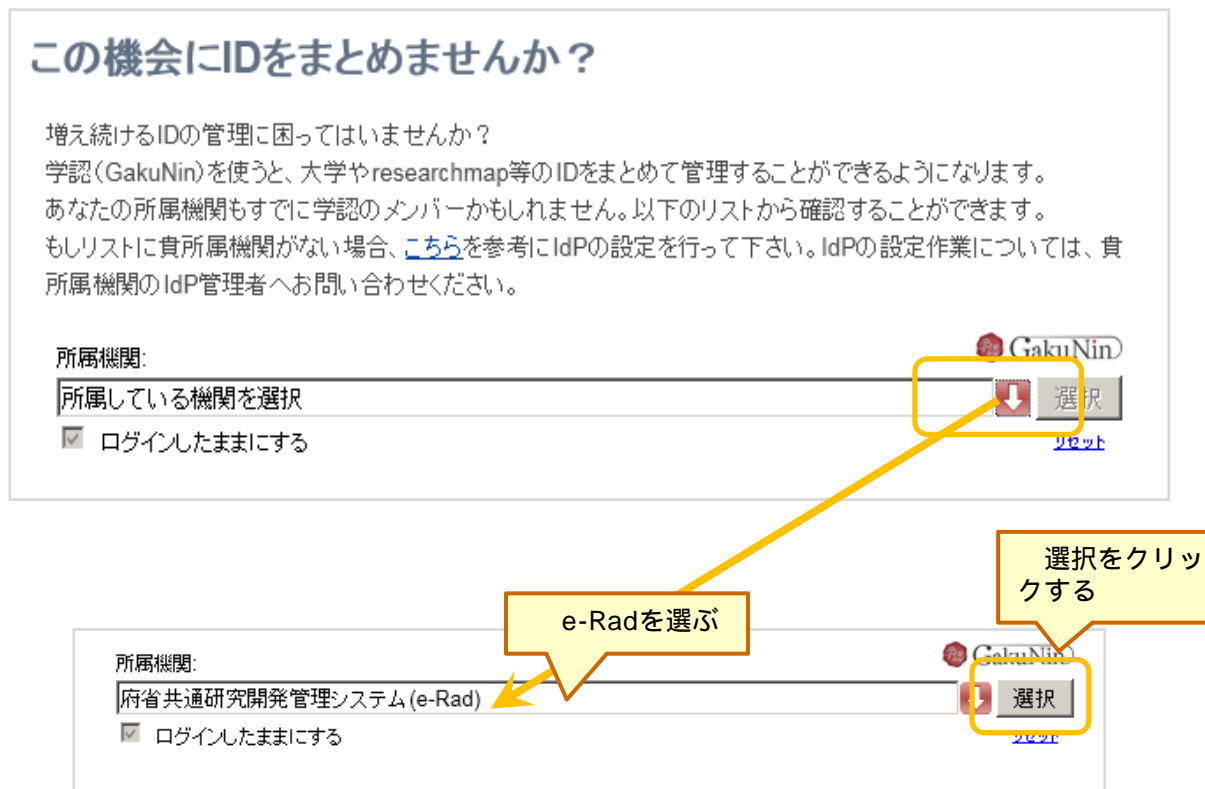 この機会にIDをまとめませんか？
増え続けるIDの管理に困ってはいませんか？
学認（GakuNin）を使うと、大学やresearchmap等のIDをまとめて管理することができるようになります。
あなたの所属機関もすでに学認のメンバーかもしれません。以下のリストから確認することができます。
もしリストに貴所属機関がない場合、こちらを参考にIdPの設定を行って下さい。IdPの設定作業については、貴
所属機関のIdP管理者へお問い合わせください。
GakuNin
所属機関:
所属している機関を選択
選択
ログインしたままにする
リセット
選択をクリッ
クする
e-Radを選ぶ
GakuNin
所属機関:
府省共通研究開発管理システム(e-Rad)
選択
ログインしたままにする
リセット